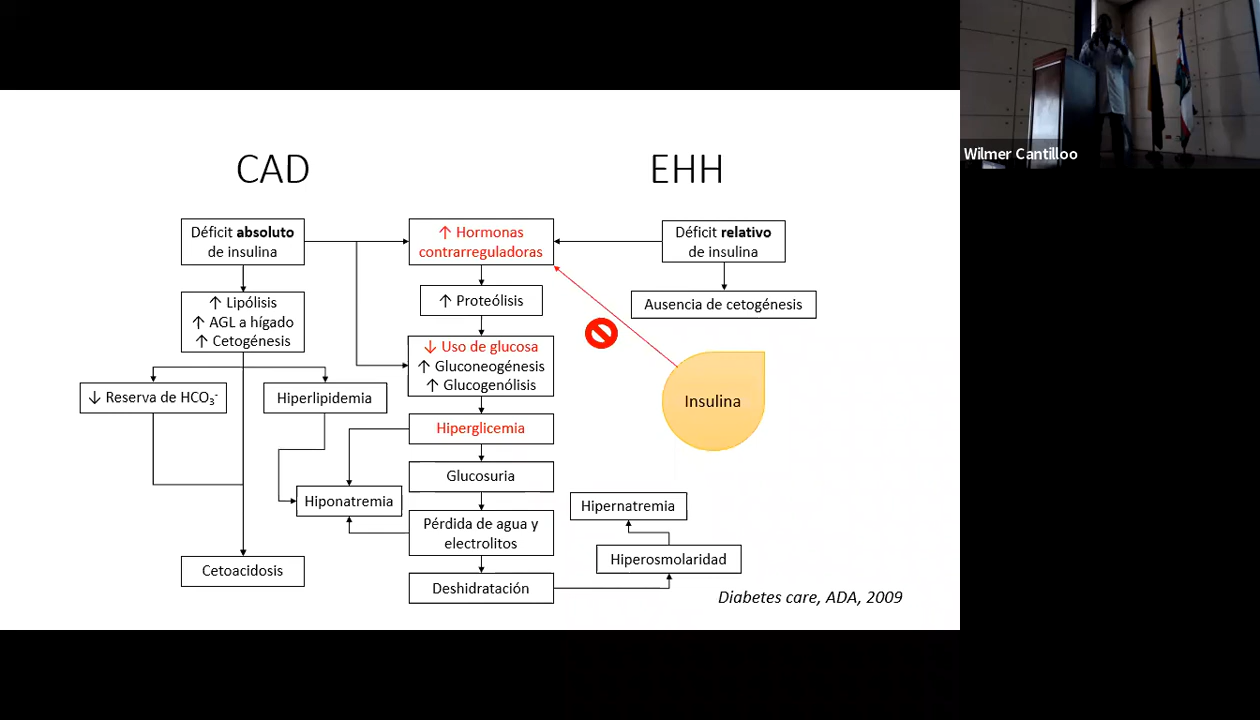 CAD
EHH
Déficit absoluto
de insulina
↑ Hormonas
contrarreguladoras
Déficit relativo
de insulina
↑ Lipólisis
↑ AGL a hígado
↑ Cetogénesis
↑ Proteólisis
Ausencia de cetogénesis
↓ Uso de glucosa
↑ Gluconeogénesis
↑ Glucogenólisis
↓ Reserva de HCO₃⁻
Hiperlipidemia
Insulina
Hiperglicemia
Glucosuria
Hiponatremia
Pérdida de agua y
electrolitos
Hipernatremia
Hiperosmolaridad
Cetoacidosis
Deshidratación
Diabetes care, ADA, 2009
Wilmer Cantilloo